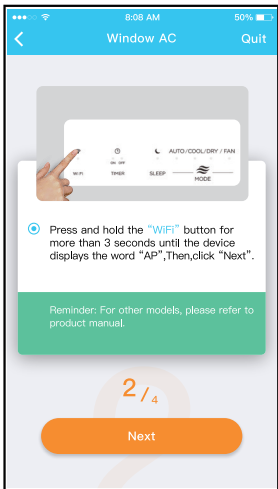 8:08 AM
50%
Window AC
Quit
AUTO/COOL/DRY / FAN
ON OFF
Wi-Fi
TIMER
SLEEP
MODE
Press and hold the "WiFi" button for
more than 3 seconds until the device
displays the word "AP",Then,click "Next".
Reminder: For other models, please refer to
product manual.
2/4
Next